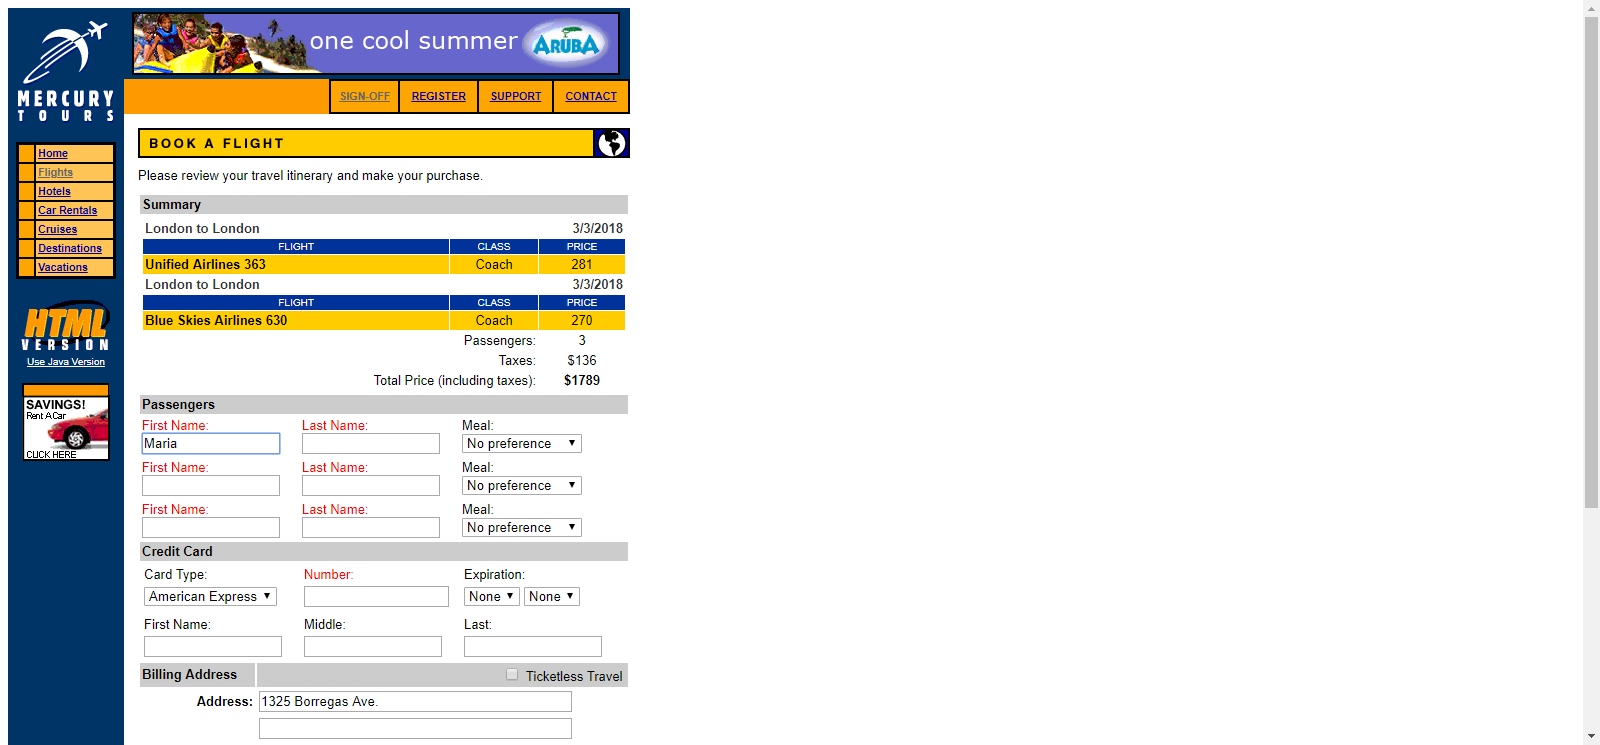 one cool summer ARUBA
MERCURY
TOURS
SIGN-OFF REGISTER SUPPORT CONTACT
BOOK A FLIGHT
Home
Flights
Hotels
Car Rentals
Cruises
Destinations
Vacations
HTML
VERSION
Use Java Version
SAVINGS!
Rent A Car
CLICK HERE
Please review your travel itinerary and make your purchase.
Summary
London to London 3/3/2018
FLIGHT CLASS PRICE
Unified Airlines 363 Coach 281
London to London 3/3/2018
FLIGHT CLASS PRICE
Blue Skies Airlines 630 Coach 270
Passengers: 3
Taxes: $136
Total Price (including taxes): $1789
Passengers
First Name: Last Name: Meal:
Maria No preference
First Name: Last Name: Meal:
No preference
First Name: Last Name: Meal:
No preference
Credit Card
Card Type: Number: Expiration:
American Express None None
First Name: Middle: Last:
Billing Address Ticketless Travel
Address: 1325 Borregas Ave.